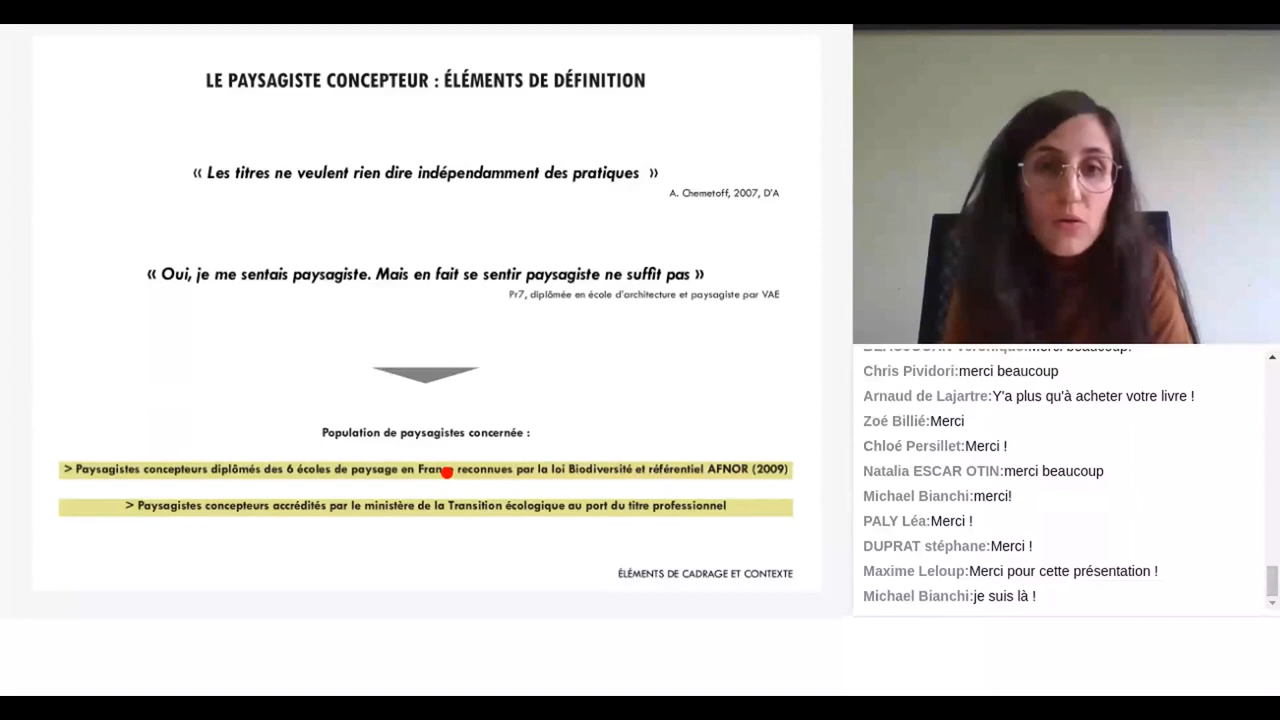 LE PAYSAGISTE CONCEPTEUR : ÉLÉMENTS DE DÉFINITION
« Les titres ne veulent rien dire indépendamment des pratiques »
A. Chemetoff, 2007, D'A
« Oui, je me sentais paysagiste. Mais en fait se sentir paysagiste ne suffit pas »
Pr7, diplômée en école d'architecture et paysagiste par VAE
Population de paysagistes concernée :
> Paysagistes concepteurs diplômés des 6 écoles de paysage en France reconnues par la loi Biodiversité et référentiel AFNOR (2009)
> Paysagistes concepteurs accrédités par le ministère de la Transition écologique au port du titre professionnel
ÉLÉMENTS DE CADRAGE ET CONTEXTE
Chris Pividori:merci beaucoup
Arnaud de Lajartre:Y'a plus qu'à acheter votre livre !
Zoé Billié:Merci
Chloé Persillet:Merci !
Natalia ESCAR OTIN:merci beaucoup
Michael Bianchi:merci!
PALY Léa:Merci !
DUPRAT stéphane:Merci !
Maxime Leloup:Merci pour cette présentation !
Michael Bianchi:je suis là !